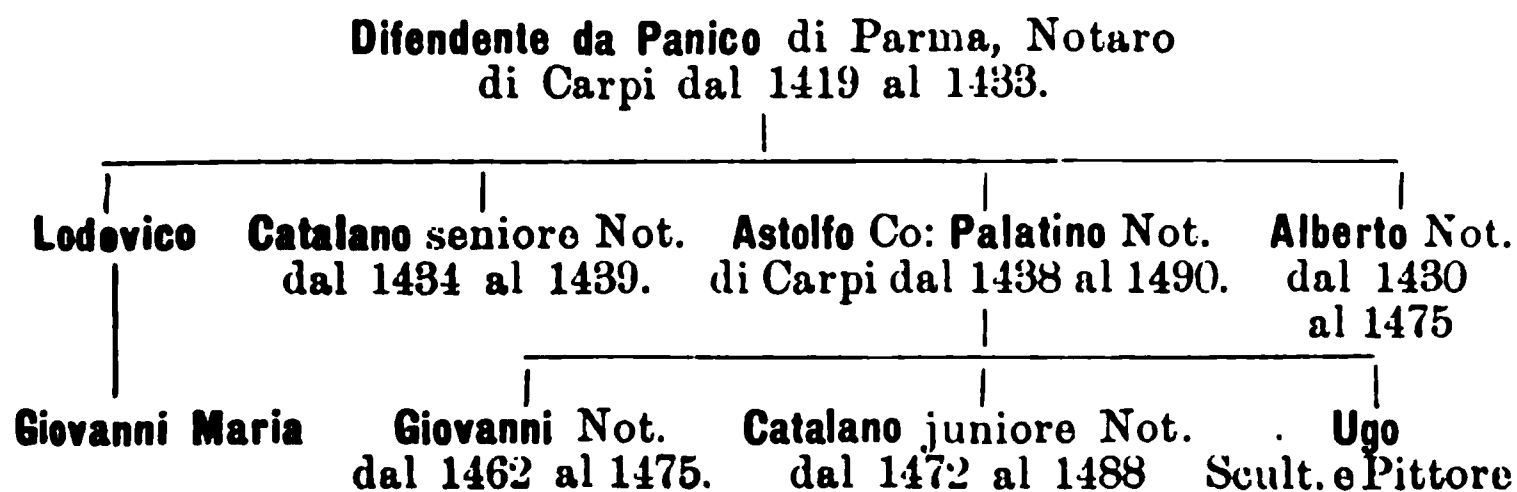 Difendente da Panico di Parma, Notaro
di Carpi dal 1419 al 1433.
Lodovico
Catalano seniore Not.
dal 1434 al 1439.
Astolfo Co: Palatino Not.
di Carpi dal 1438 al 1490.
Alberto Not.
dal 1430
al 1475
Giovanni Maria
Giovanni Not.
dal 1462 al 1475.
Catalano juniore Not.
dal 1472 al 1488
Ugo
Scult. e Pittore